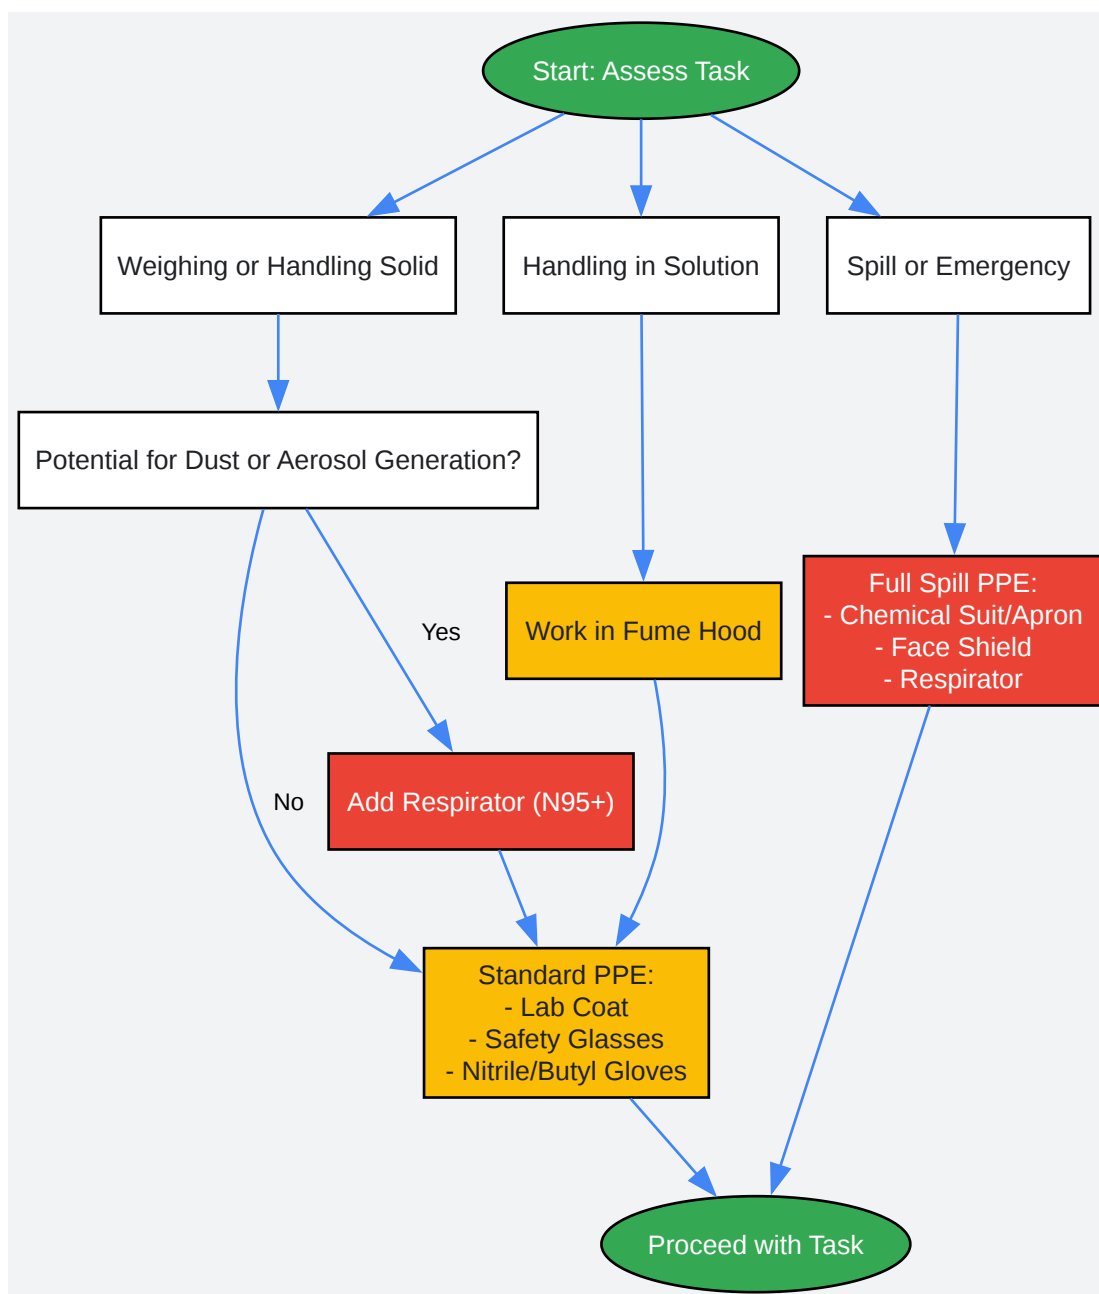 Start: Assess Task
Weighing or Handling Solid
Handling in Solution
Spill or Emergency
Potential for Dust or Aerosol Generation?
Full Spill PPE:
- Chemical Suit/Apron
- Face Shield
- Respirator
Yes
Work in Fume Hood
No
Add Respirator (N95+)
Standard PPE:
- Lab Coat
- Safety Glasses
- Nitrile/Butyl Gloves
Proceed with Task